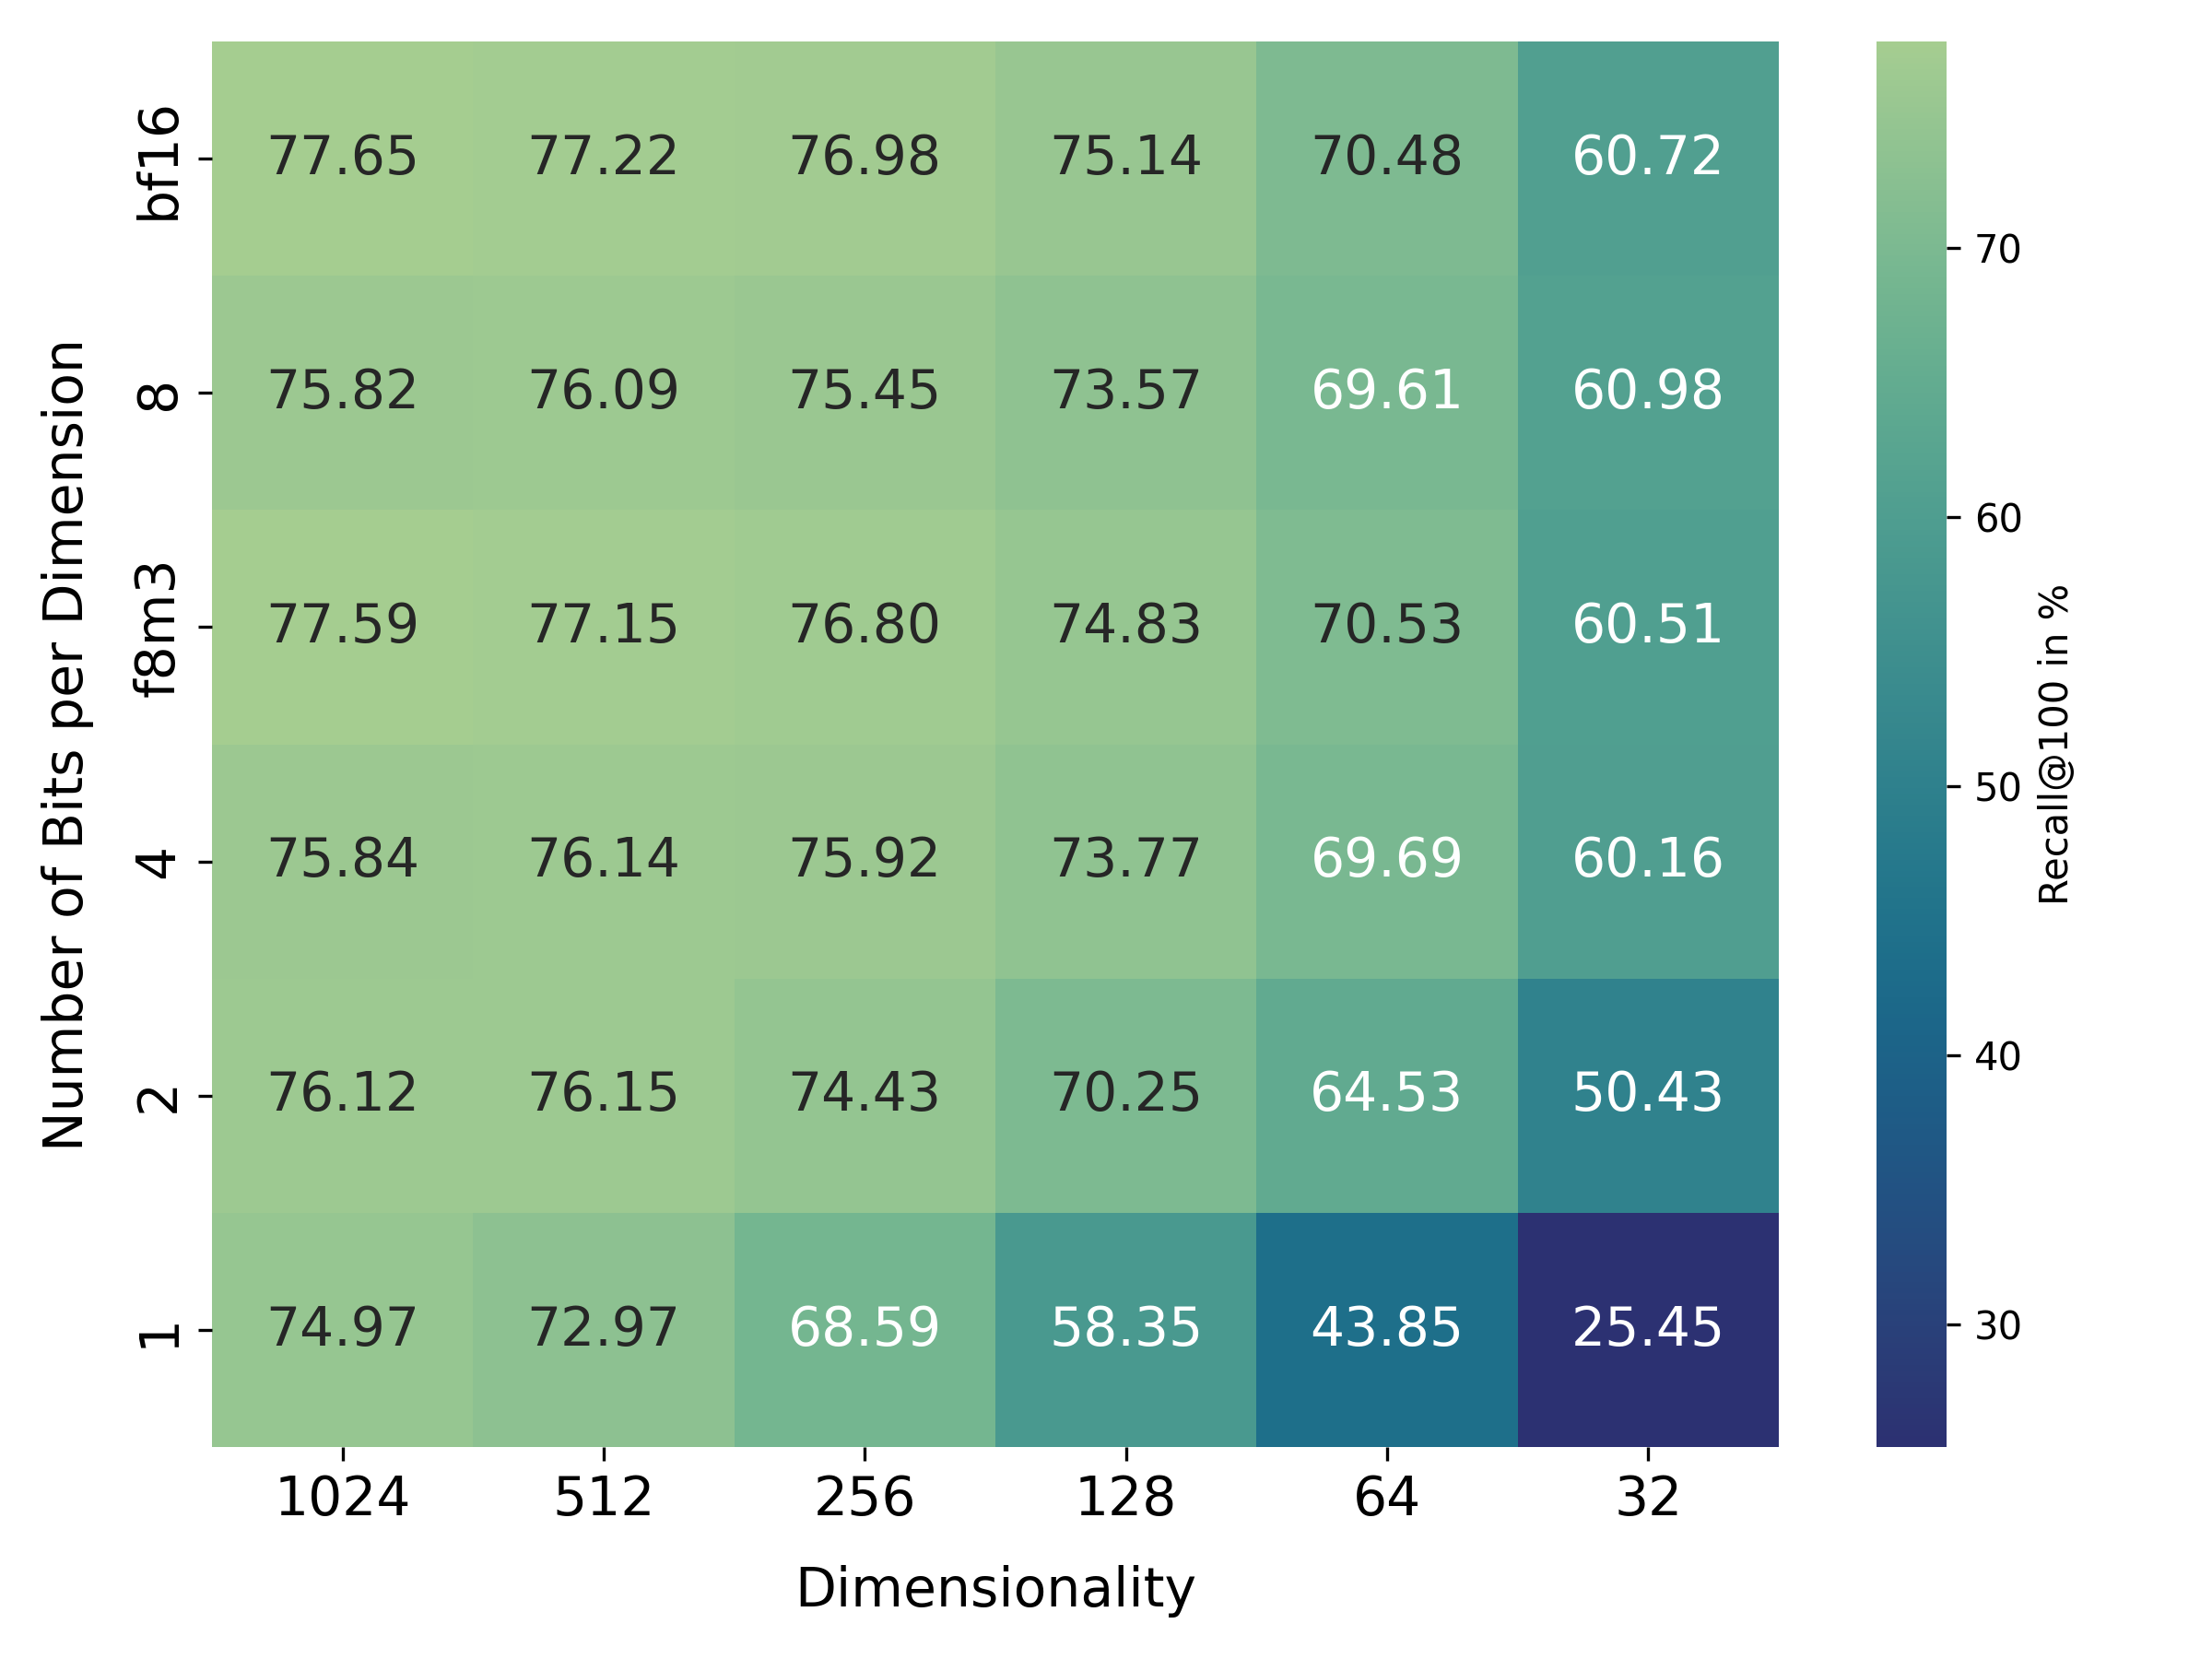 Number of Bits per Dimension
bf16 77.65 77.22 76.98 75.14 70.48 60.72
8 75.82 76.09 75.45 73.57 69.61 60.98
f8m3 77.59 77.15 76.80 74.83 70.53 60.51
4 75.84 76.14 75.92 73.77 69.69 60.16
2 76.12 76.15 74.43 70.25 64.53 50.43
1 74.97 72.97 68.59 58.35 43.85 25.45
1024 512 256 128 64 32
Dimensionality
70
60
50
40
30
Recall@100 in %